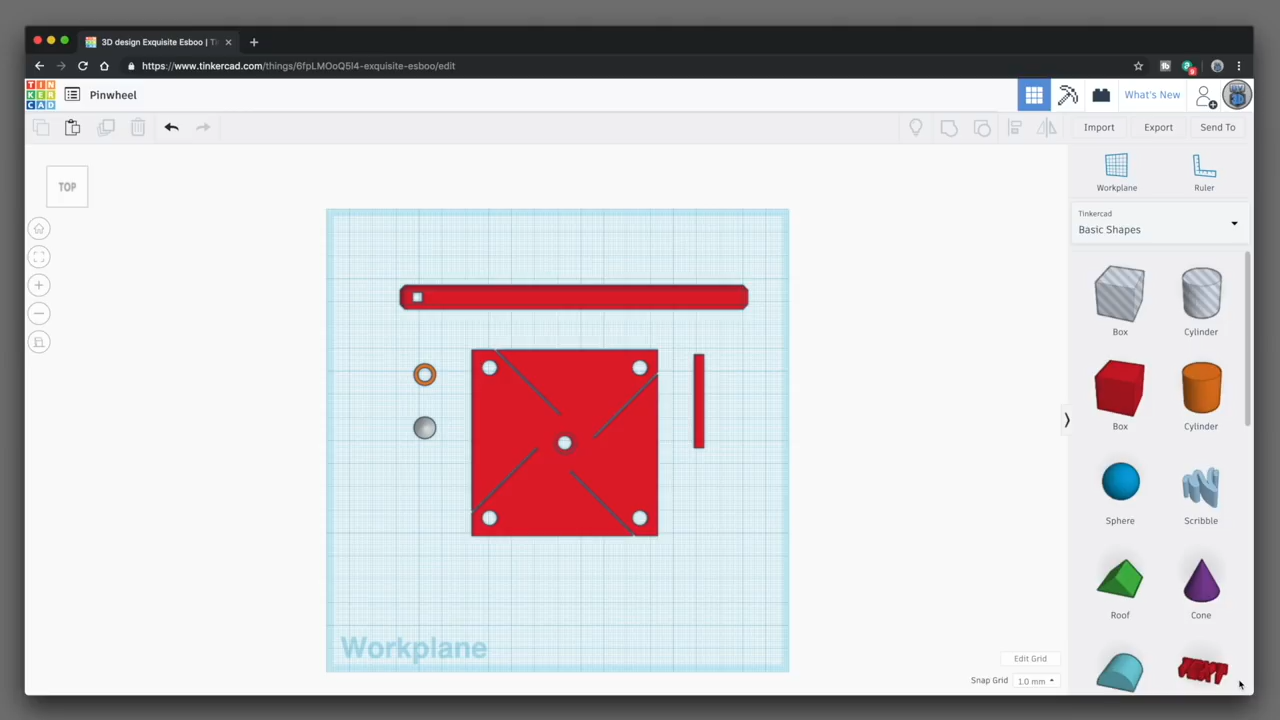 3D design Exquisite Esboo | Ti
https://www.tinkercad.com/things/6fpLMOoQ5l4-exquisite-esboo/edit
TIN
KER
CAD
Pinwheel
What's New
Import
Export
Send To
TOP
Workplane
Ruler
Tinkercad
Basic Shapes
Box
Cylinder
Box
Cylinder
Sphere
Scribble
Roof
Cone
TEXT
Workplane
Edit Grid
Snap Grid
1.0 mm